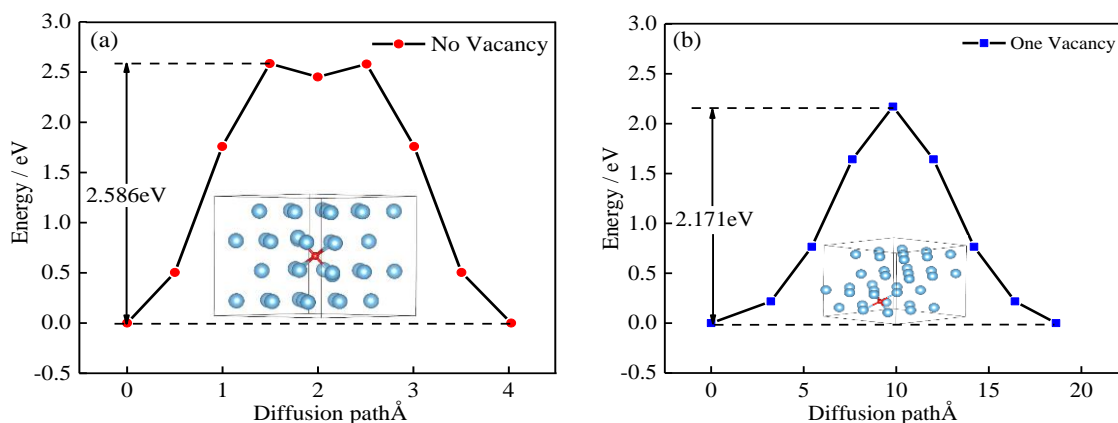 (a)
No Vacancy
3.0
2.5
2.0
1.5
1.0
0.5
0.0
-0.5
Energy / eV
2.586eV
0 1 2 3 4
Diffusion pathÅ
(b)
One Vacancy
3.0
2.5
2.0
1.5
1.0
0.5
0.0
-0.5
Energy / eV
2.171eV
0 5 10 15 20
Diffusion pathÅ